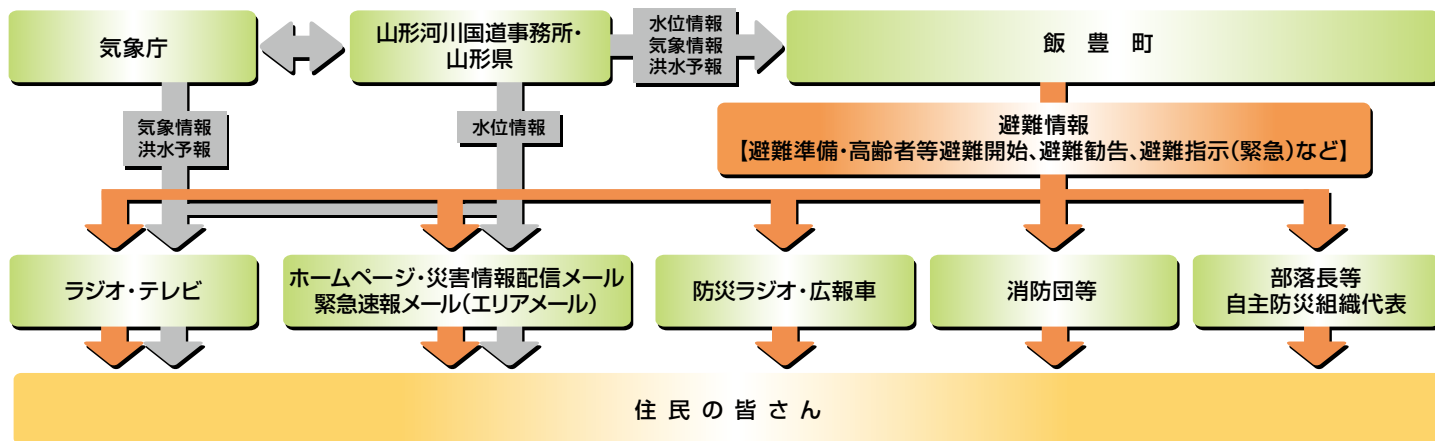 気象庁
山形河川国道事務所・
山形県
水位情報
気象情報
洪水予報
飯豊町
気象情報
洪水予報
水位情報
避難情報
【避難準備・高齢者等避難開始、避難勧告、避難指示(緊急)など】
ラジオ・テレビ
ホームページ・災害情報配信メール
緊急速報メール(エリアメール)
防災ラジオ・広報車
消防団等
部落長等
自主防災組織代表
住民の皆さん